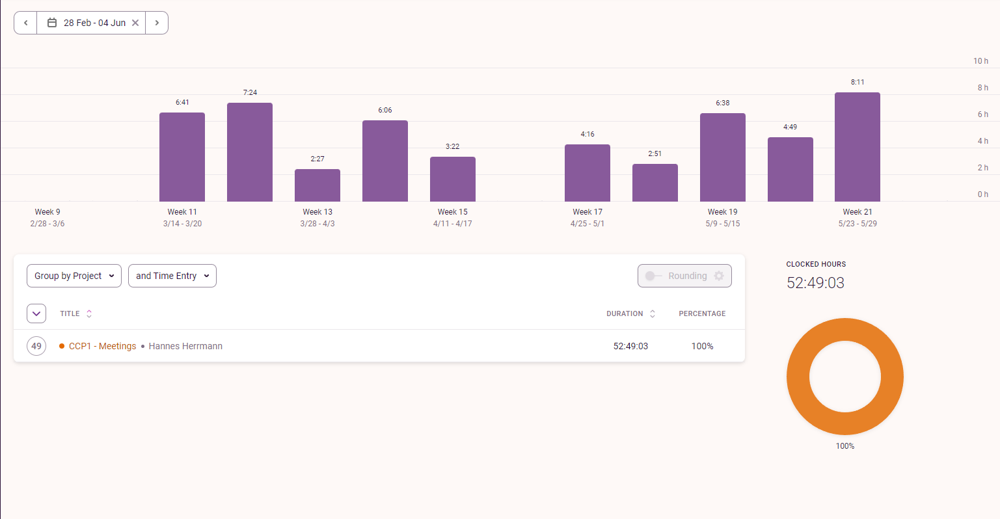 28 Feb - 04 Jun
10 h
8:11
8 h
7:24
6:41
6:38
6:06
6 h
4:49
4:16
4 h
3:22
2:51
2:27
2 h
0 h
Week 9 Week 11 Week 13 Week 15 Week 17 Week 19 Week 21
2/28 - 3/6 3/14 - 3/20 3/28 - 4/3 4/11 - 4/17 4/25 - 5/1 5/9 - 5/15 5/23 - 5/29
Group by Project and Time Entry Rounding
TITLE DURATION PERCENTAGE
49 CCP1 - Meetings • Hannes Herrmann 52:49:03 100%
CLOCKED HOURS
52:49:03
100%